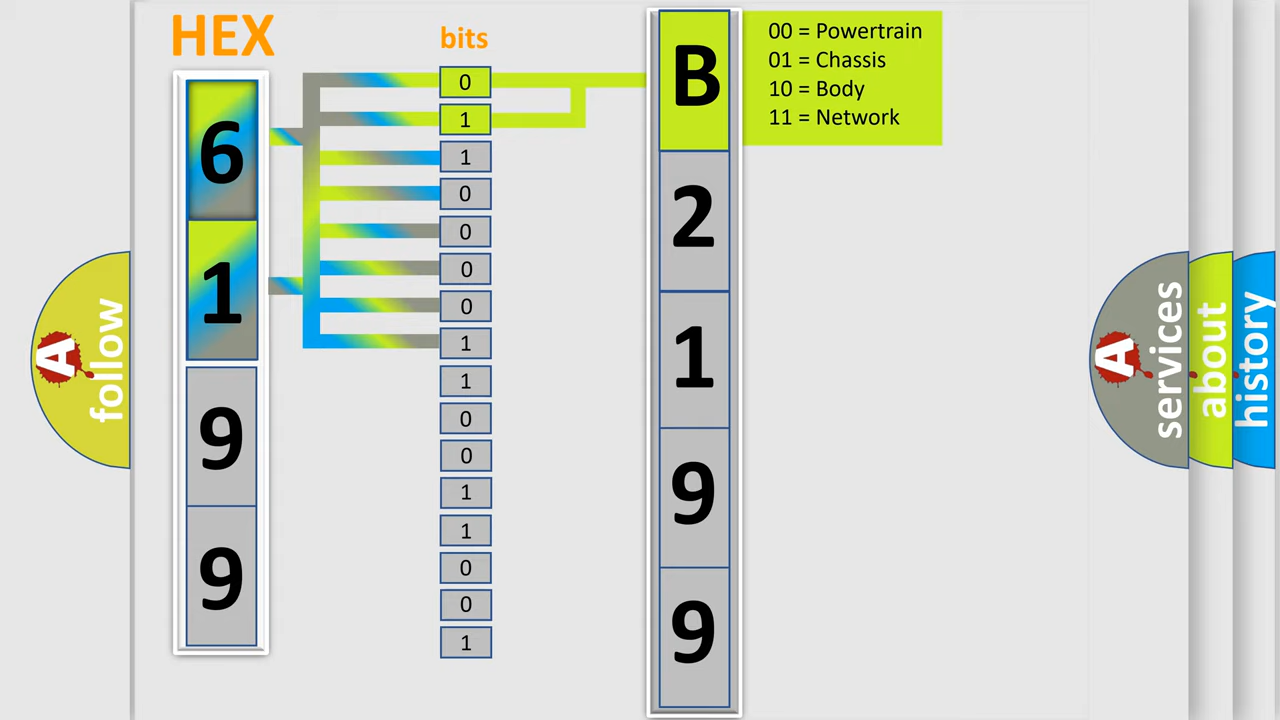 HEX
bits
6
1
9
9
0
1
1
0
0
0
0
1
1
0
0
1
1
0
0
1
B
2
1
9
9
00 = Powertrain
01 = Chassis
10 = Body
11 = Network
A follow
A services
about
history